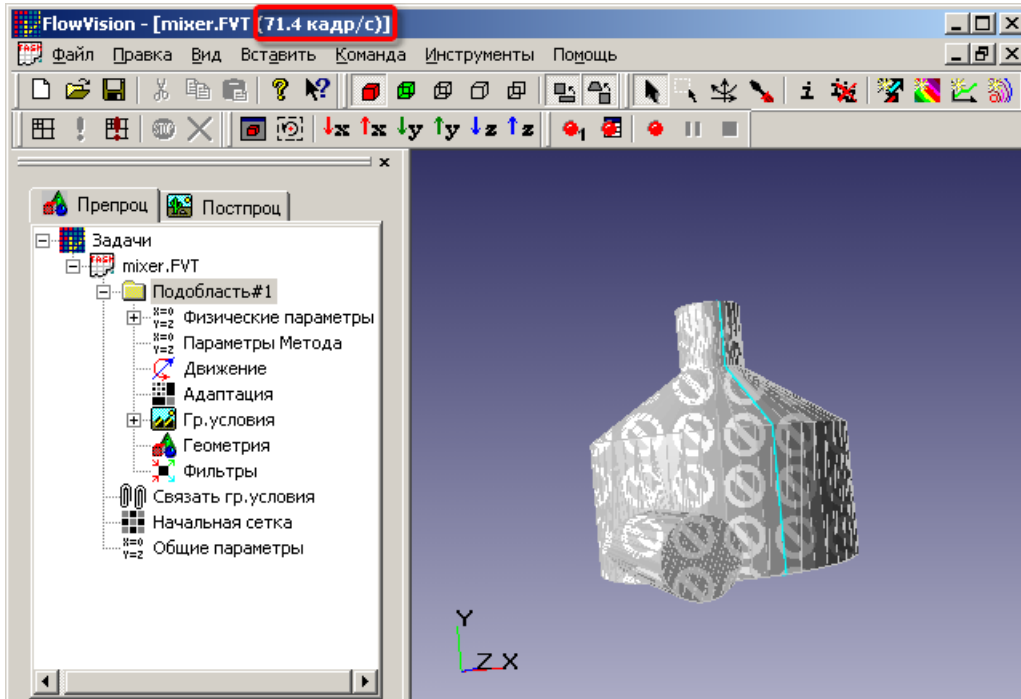 FlowVision - [mixer.FVT (71.4 кадр/с)]
Файл Правка Вид Вставить Команда Инструменты Помощь
x x y y z z 1
Препроц Постпроц
Задачи
mixer.FVT
Подобласть#1
Физические параметры
Параметры Метода
Движение
Адаптация
Гр.условия
Геометрия
Фильтры
Связать гр.условия
Начальная сетка
Общие параметры
Y
Z X